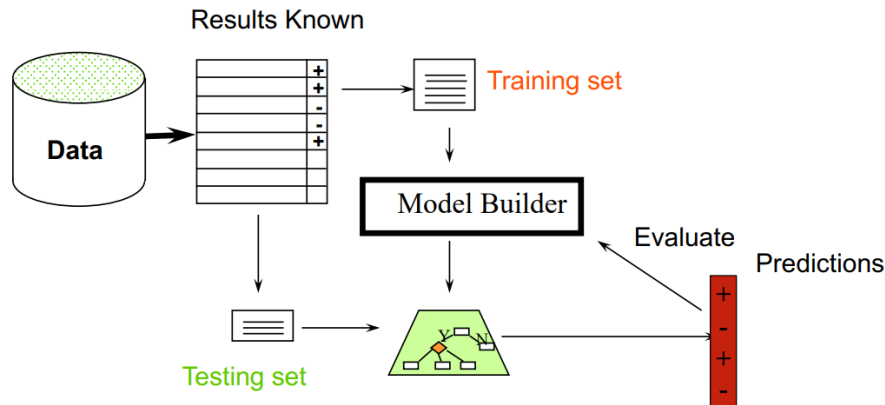 Results Known
+
+
-
-
+
Training set
Data
Model Builder
Evaluate
Predictions
Y
N
+
-
+
-
Testing set